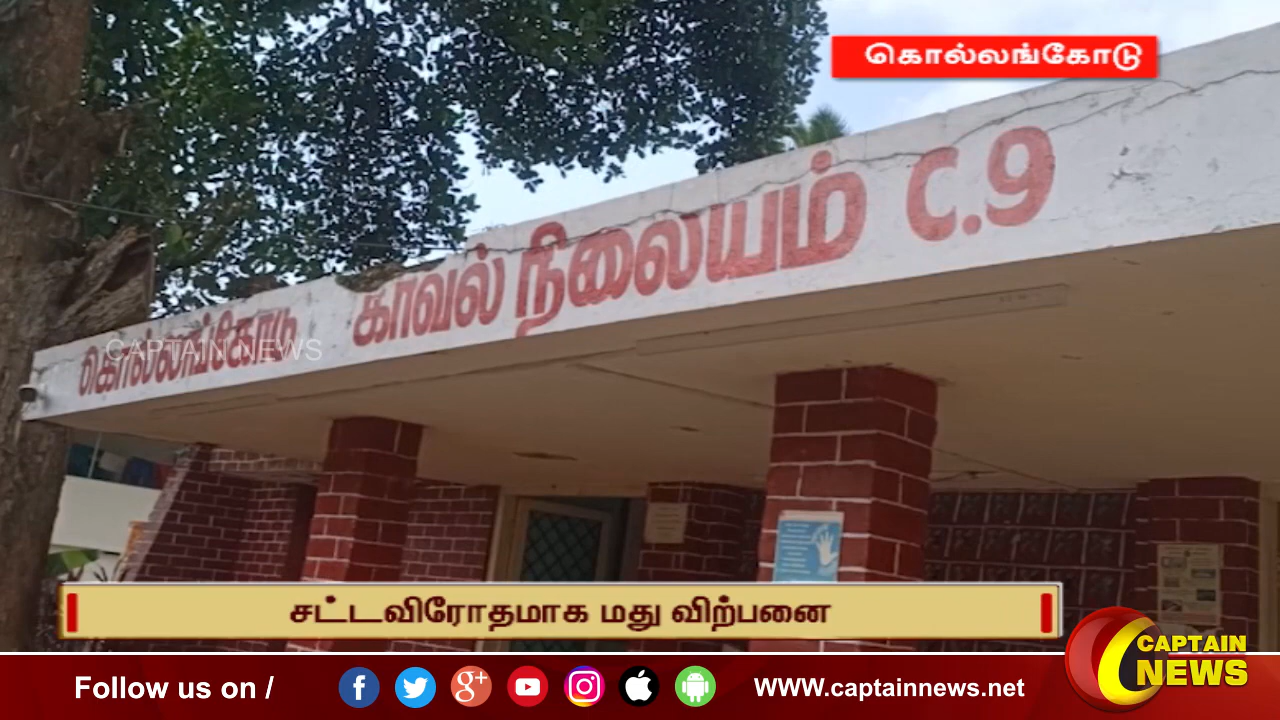 கொல்லங்கோடு
கொல்லங்கோடு காவல் நிலையம் C.9
CAPTAIN NEWS
சட்டவிரோதமாக மது விற்பனை
Follow us on /
WWW.captainnews.net
CAPTAIN
NEWS